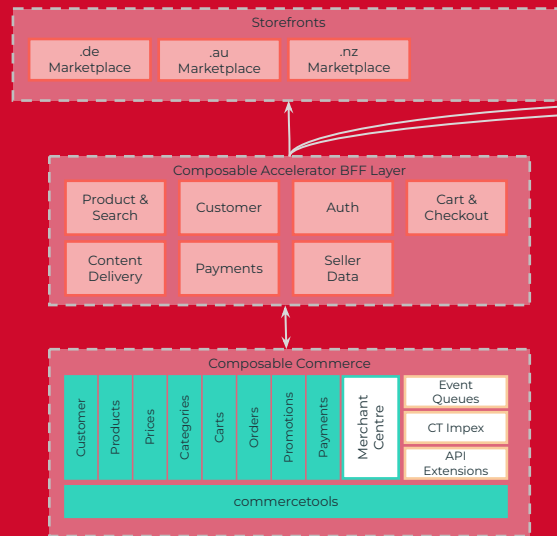 Storefronts
.de
Marketplace
.au
Marketplace
.nz
Marketplace
Composable Accelerator BFF Layer
Product &
Search
Customer
Auth
Cart &
Checkout
Content
Delivery
Payments
Seller
Data
Composable Commerce
Customer
Products
Prices
Categories
Carts
Orders
Promotions
Payments
Merchant
Centre
Event
Queues
CT Impex
API
Extensions
commercetools